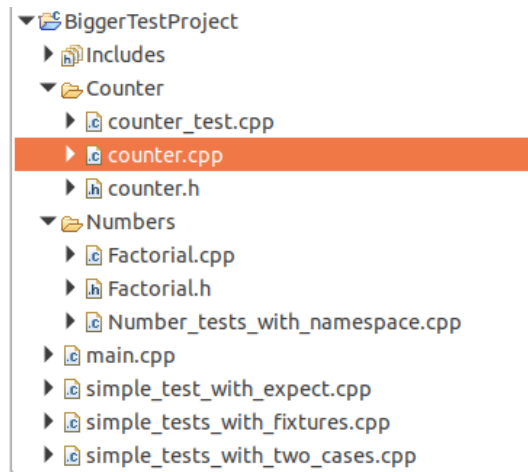 BiggerTestProject
Includes
Counter
counter_test.cpp
counter.cpp
counter.h
Numbers
Factorial.cpp
Factorial.h
Number_tests_with_namespace.cpp
main.cpp
simple_test_with_expect.cpp
simple_tests_with_fixtures.cpp
simple_tests_with_two_cases.cpp